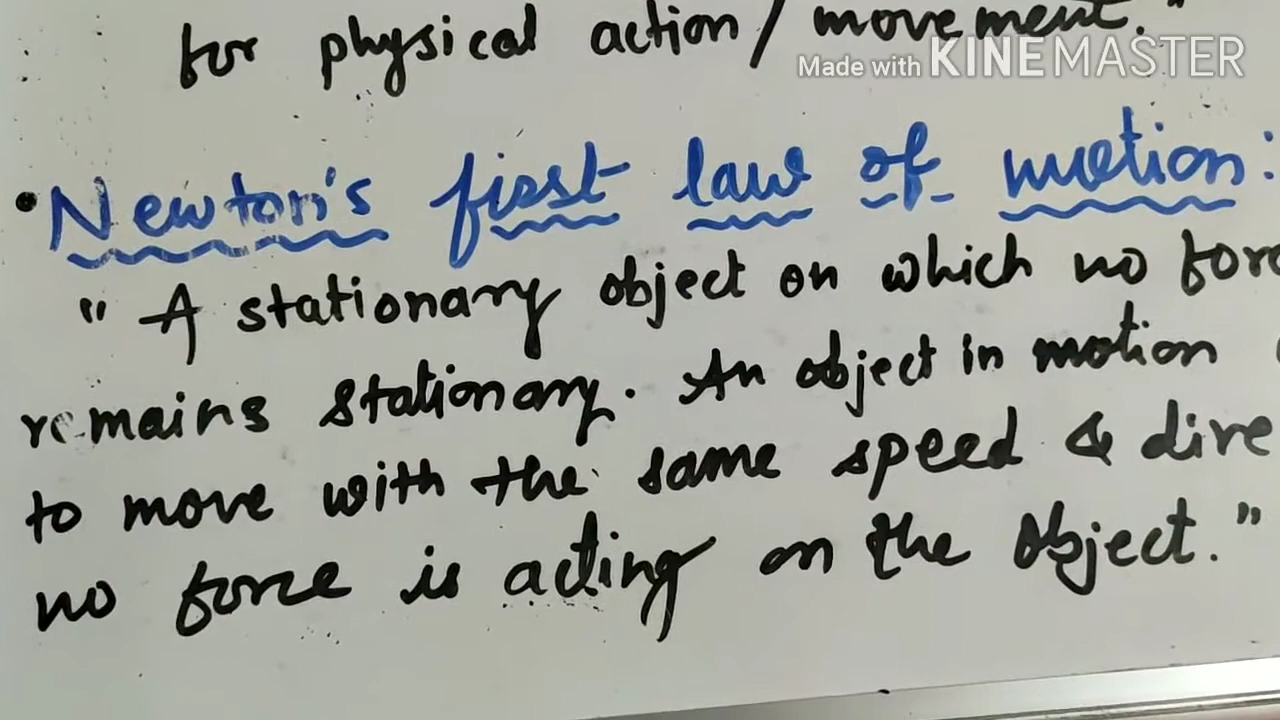 for physical action/movement."
Made with KINEMASTER
• Newton's first law of motion:
" A stationary object on which no forc
remains stationary. An object in motion
to move with the same speed & dire
no force is acting on the object."